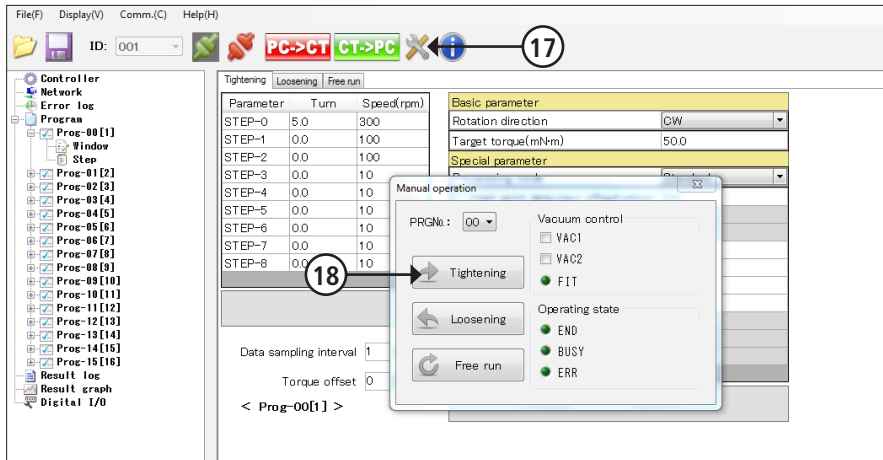 File(F) Display(V) Comm.(C) Help(H)
ID: 001 PC->CT CT->PC 17
Controller
Network
Error log
Program
Prog-00[1]
Window
Step
Prog-01[2]
Prog-02[3]
Prog-03[4]
Prog-04[5]
Prog-05[6]
Prog-06[7]
Prog-07[8]
Prog-08[9]
Prog-09[10]
Prog-10[11]
Prog-11[12]
Prog-12[13]
Prog-13[14]
Prog-14[15]
Prog-15[16]
Result log
Result graph
Digital I/O
Tightening Loosening Free run
Parameter Turn Speed(rpm)
STEP-0 5.0 300
STEP-1 0.0 100
STEP-2 0.0 100
STEP-3 0.0 10
STEP-4 0.0 10
STEP-5 0.0 10
STEP-6 0.0 10
STEP-7 0.0 10
STEP-8 0.0 10
Data sampling interval 1
Torque offset 0
< Prog-00[1] >
Basic parameter
Rotation direction CW
Target torque(mN·m) 50.0
Special parameter
Manual operation
PRG№.: 00
18
Tightening
Loosening
Free run
Vacuum control
VAC1
VAC2
FIT
Operating state
END
BUSY
ERR